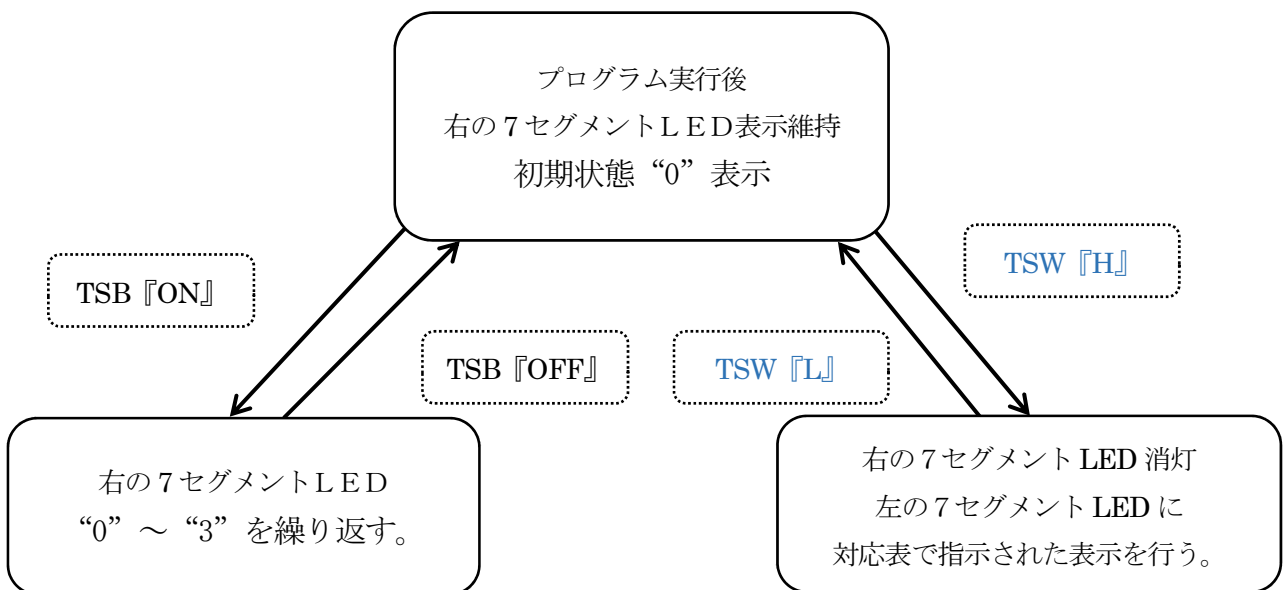 プログラム実行後
右の7セグメントLED表示維持
初期状態“0”表示
TSB『ON』
TSW『H』
TSB『OFF』
TSW『L』
右の7セグメントLED
“0”～“3”を繰り返す。
右の7セグメント LED 消灯
左の7セグメント LED に
対応表で指示された表示を行う。